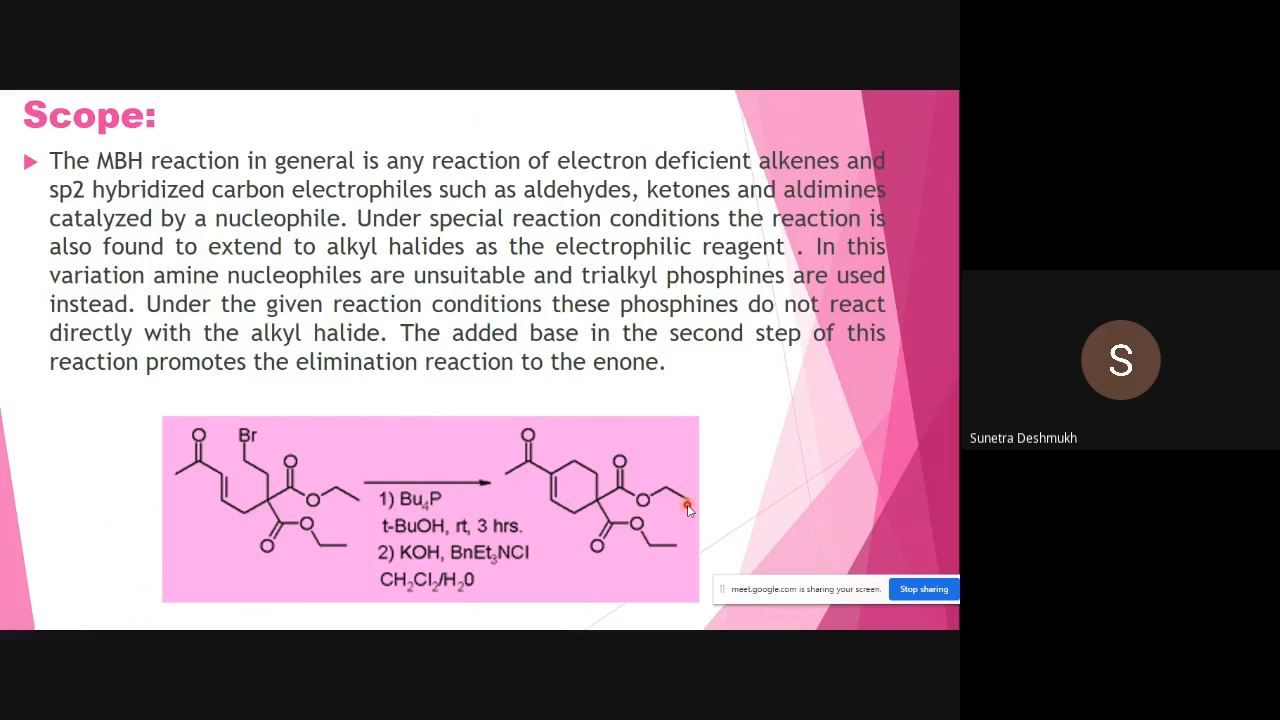 Scope:
The MBH reaction in general is any reaction of electron deficient alkenes and
sp2 hybridized carbon electrophiles such as aldehydes, ketones and aldimines
catalyzed by a nucleophile. Under special reaction conditions the reaction is
also found to extend to alkyl halides as the electrophilic reagent . In this
variation amine nucleophiles are unsuitable and trialkyl phosphines are used
instead. Under the given reaction conditions these phosphines do not react
directly with the alkyl halide. The added base in the second step of this
reaction promotes the elimination reaction to the enone.
O Br O O O O
O O
O O O O
1) Bu4P
t-BuOH, rt, 3 hrs.
2) KOH, BnEt3NCl
CH2Cl2/H20
meet.google.com is sharing your screen. Stop sharing
S
Sunetra Deshmukh